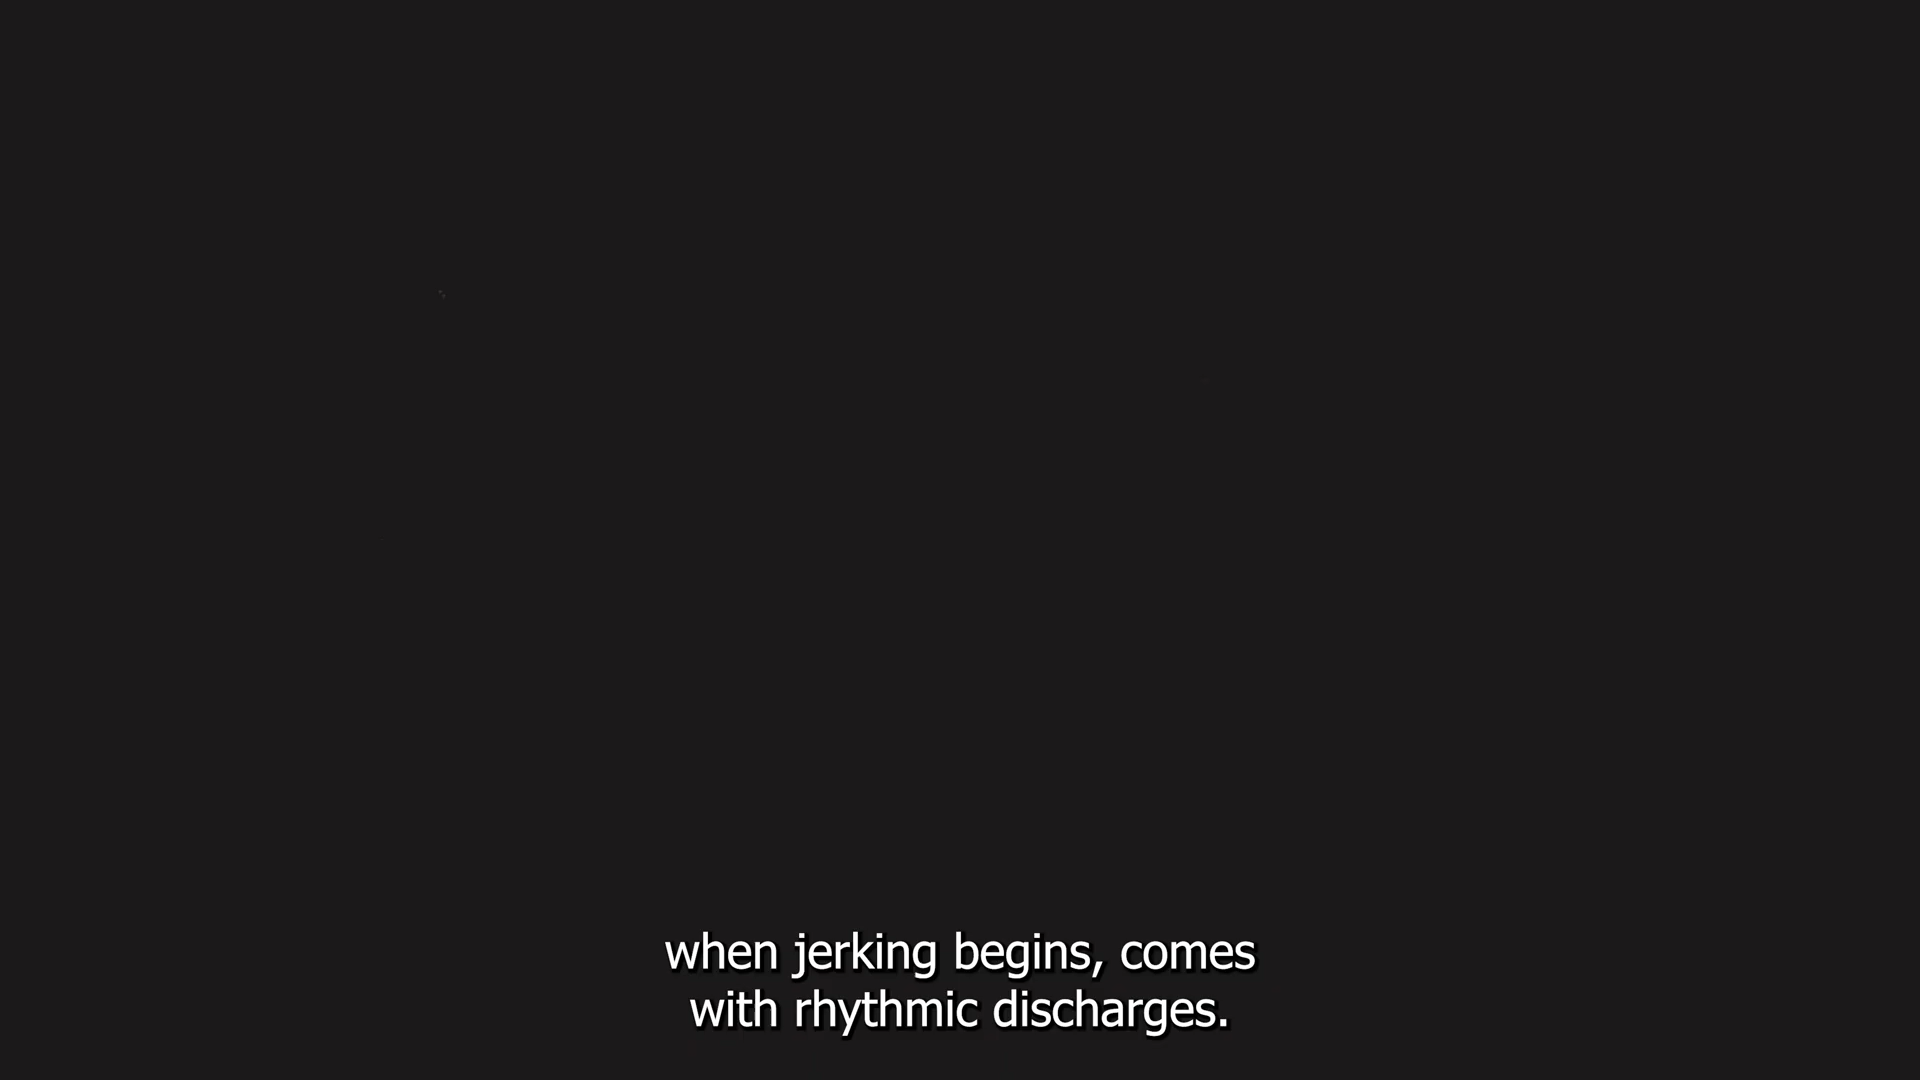 when jerking begins, comes
with rhythmic discharges.